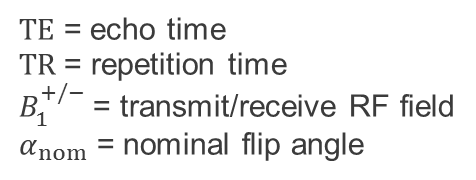 TE = echo time
TR = repetition time
B₁⁺/⁻ = transmit/receive RF field
αnom = nominal flip angle